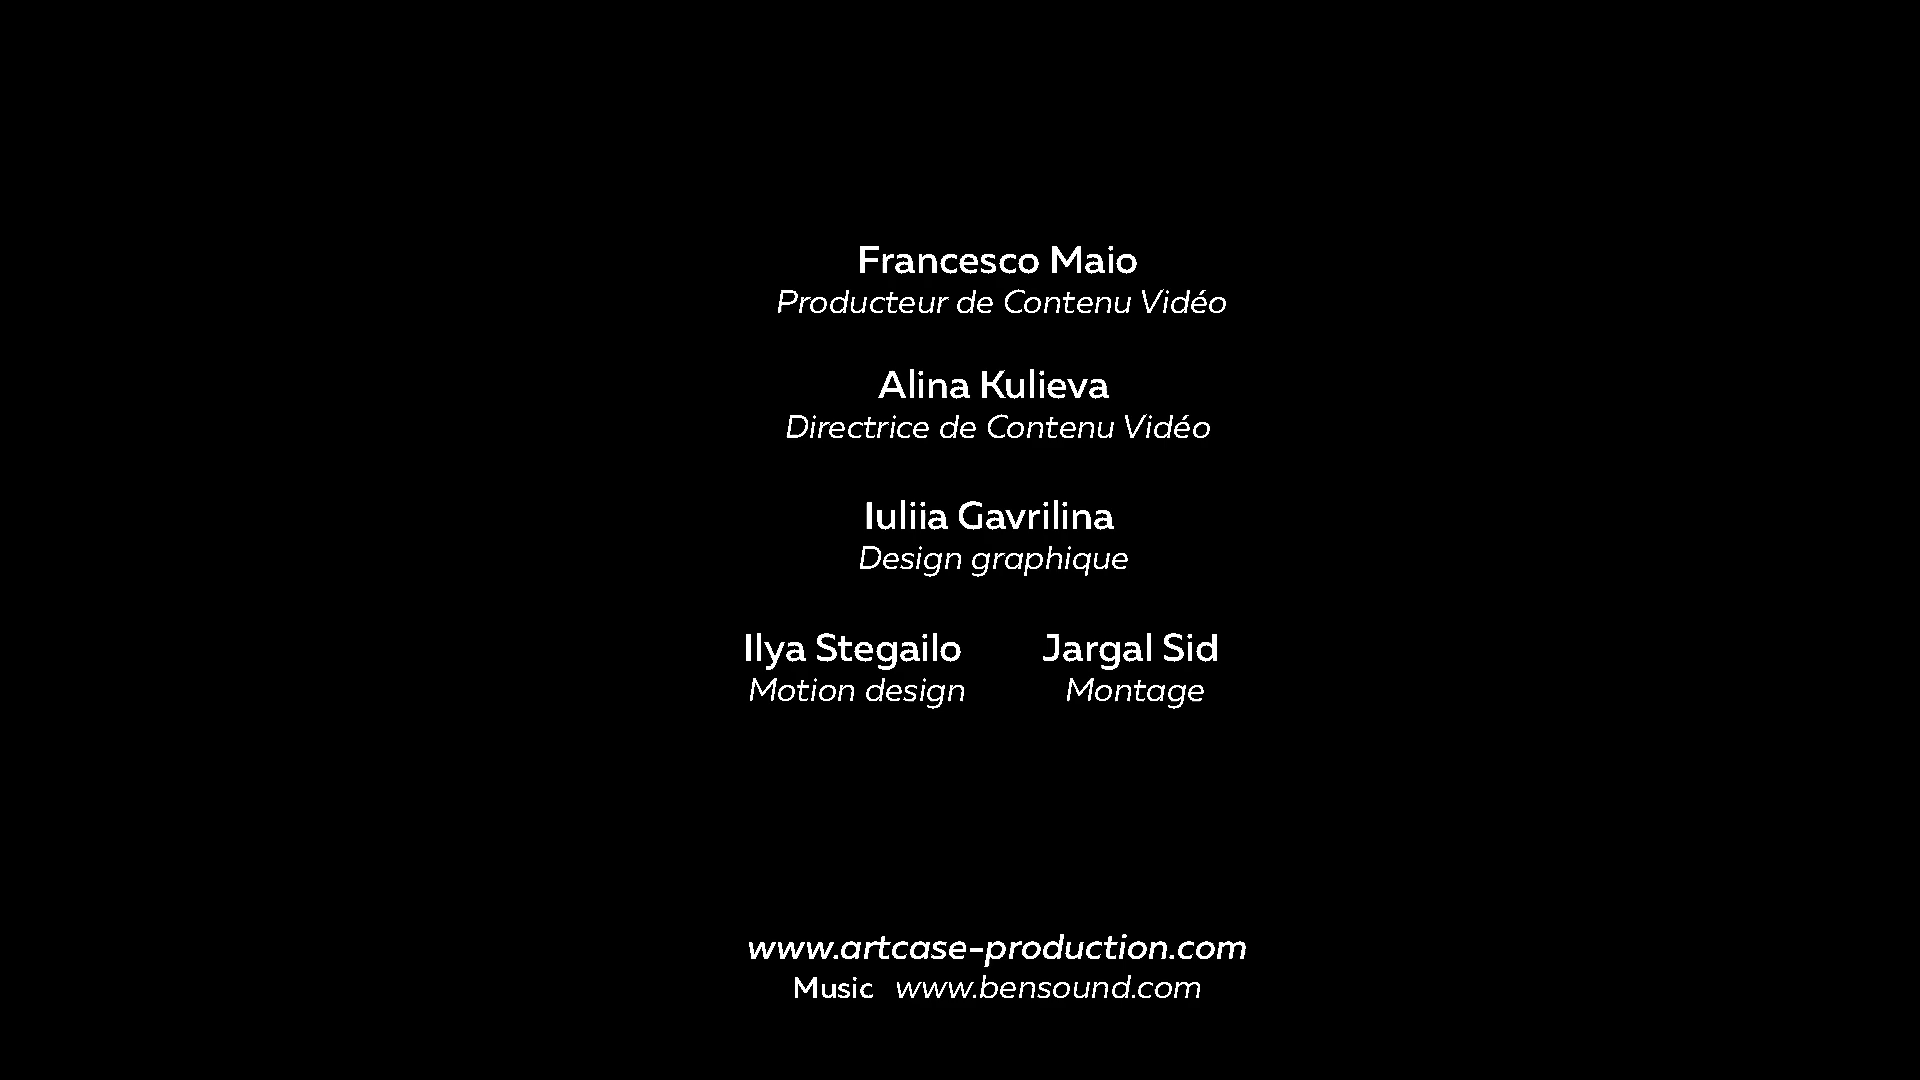 Francesco Maio
Producteur de Contenu Vidéo
Alina Kulieva
Directrice de Contenu Vidéo
Iuliia Gavrilina
Design graphique
Ilya Stegailo
Motion design
Jargal Sid
Montage
www.artcase-production.com
Music www.bensound.com